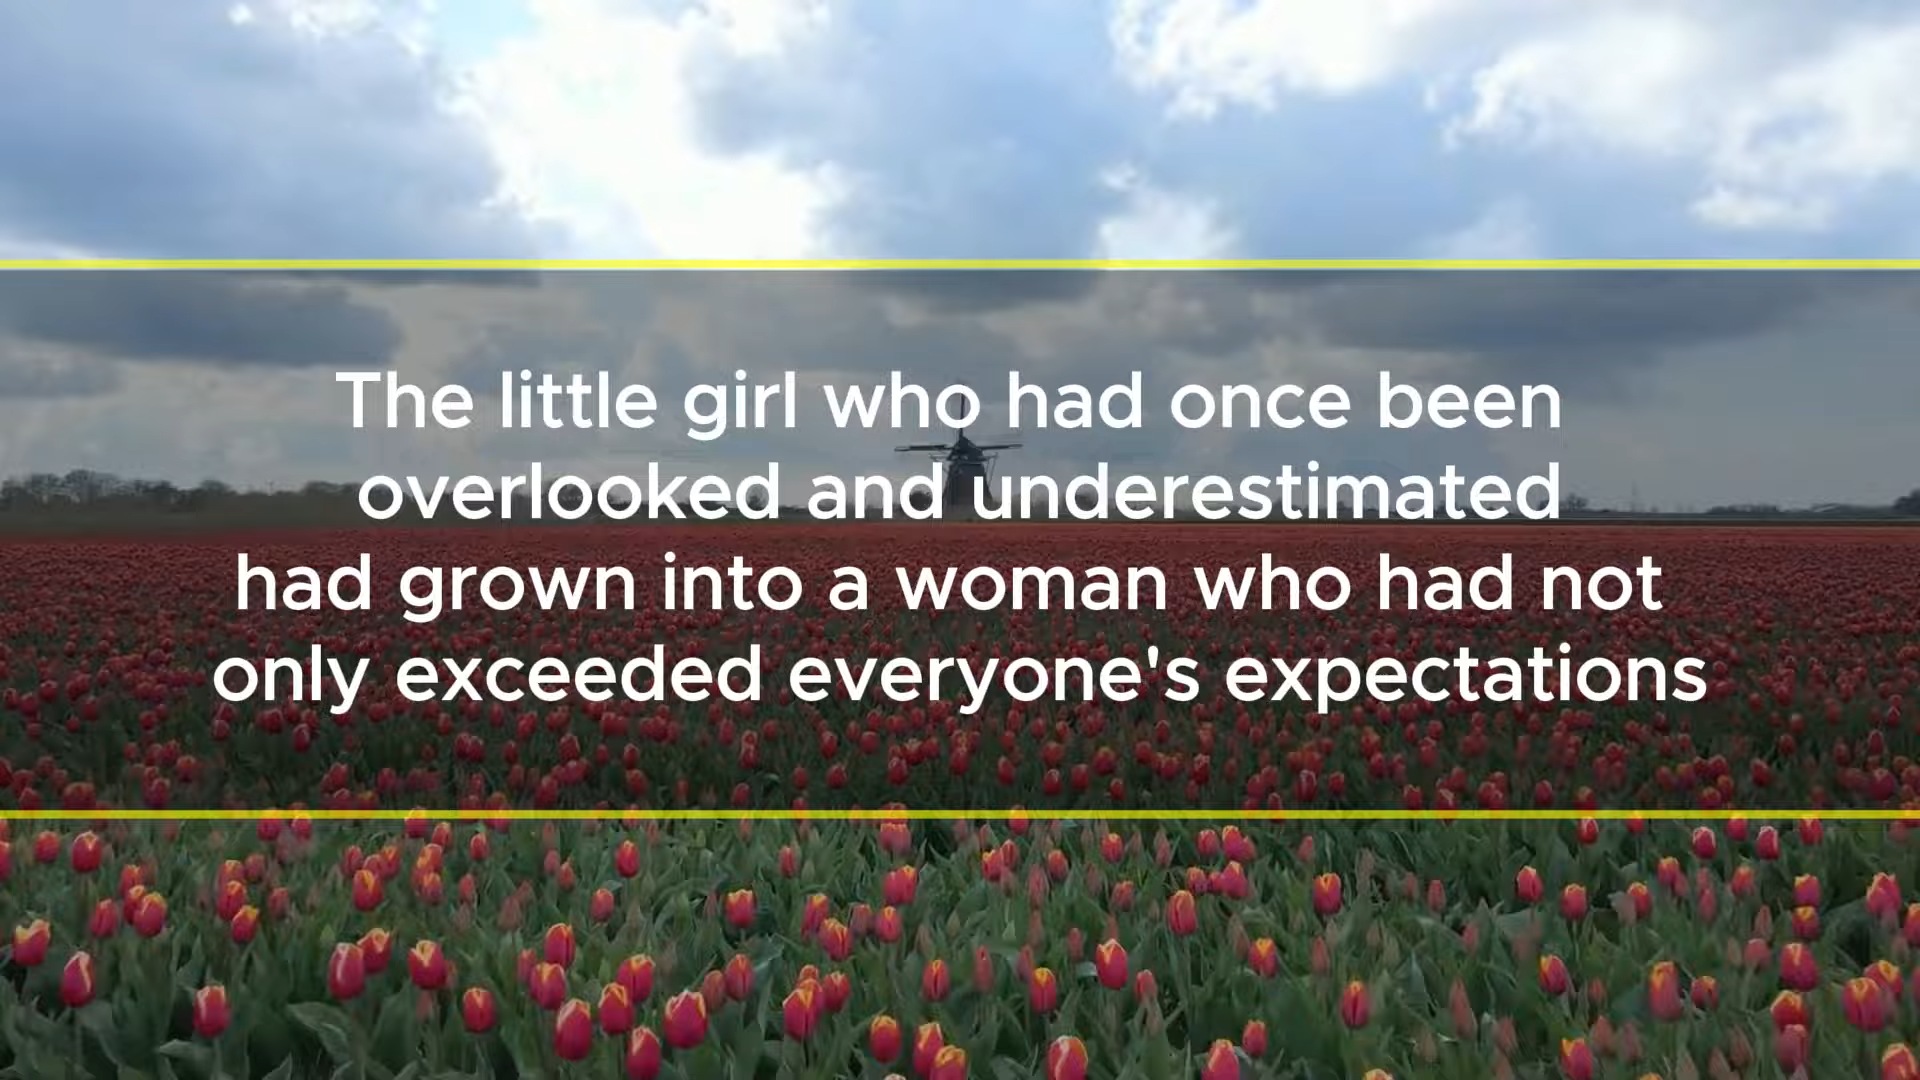 The little girl who had once been
overlooked and underestimated
had grown into a woman who had not
only exceeded everyone's expectations